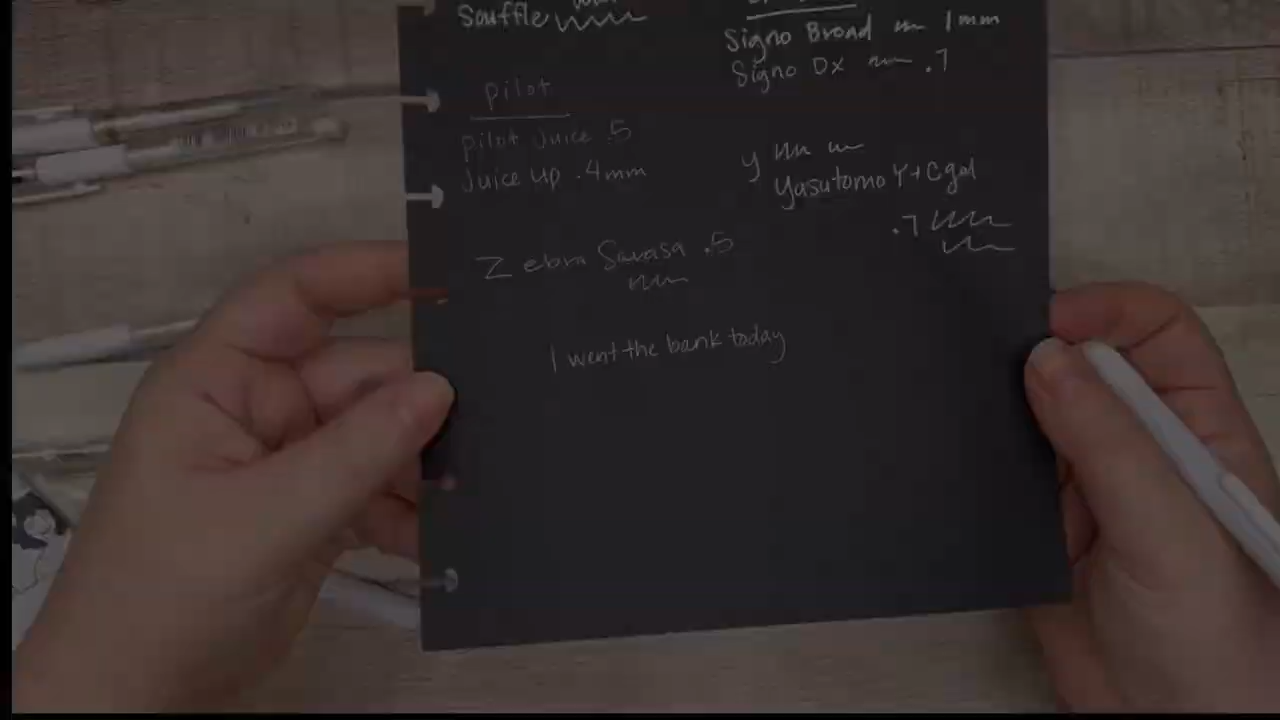 Souffle
Signo Broad 1mm
Signo Dx .7
pilot
pilot Juice .5
Juice up .4mm
y
Yasutomo Y+C gel
.7
Zebra Sarasa .5
I went the bank today